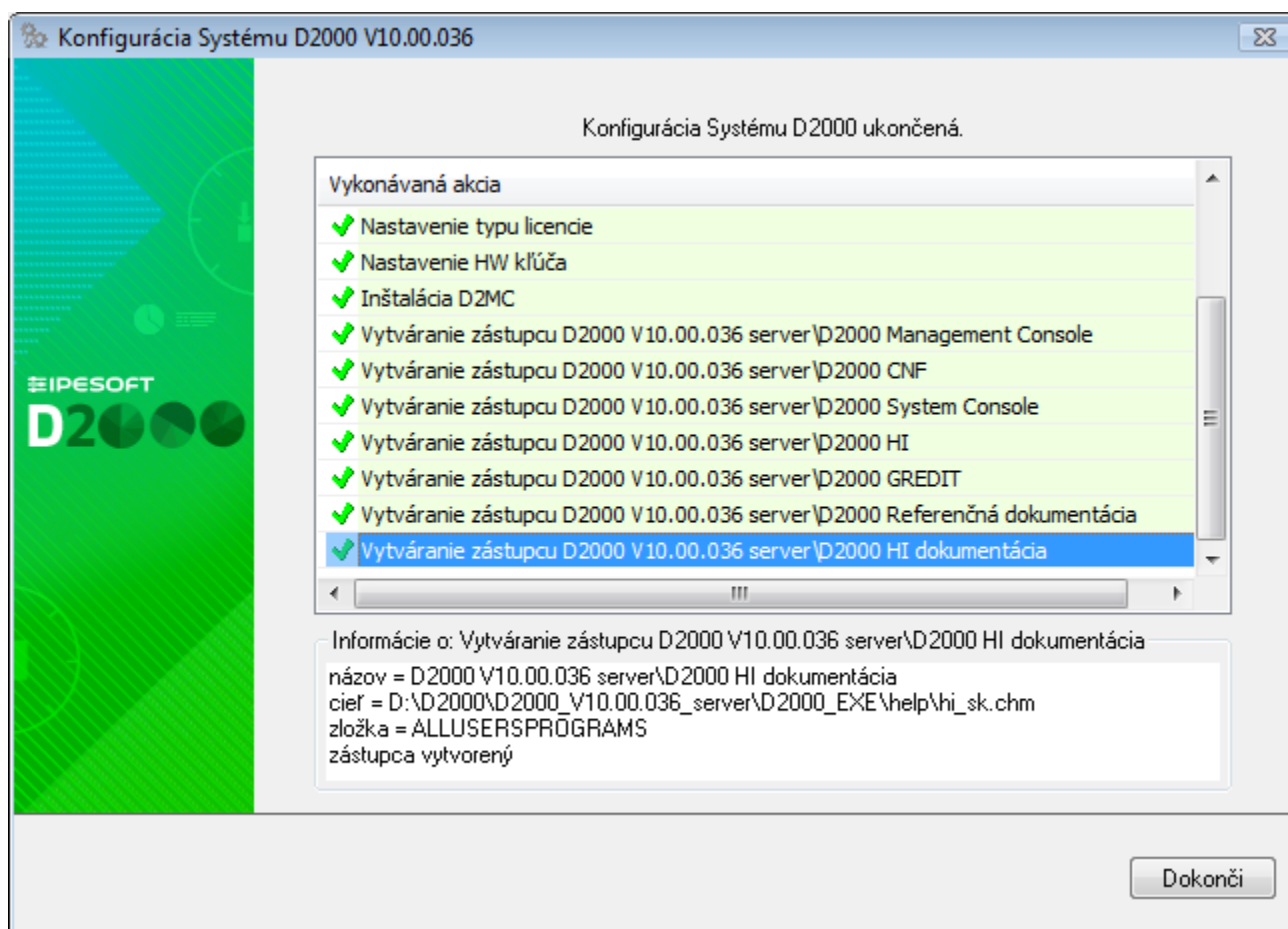 Konfigurácia Systému D2000 V10.00.036
Konfigurácia Systému D2000 ukončená.
Vykonávaná akcia
Nastavenie typu licencie
Nastavenie HW kľúča
Inštalácia D2MC
Vytváranie zástupcu D2000 V10.00.036 server\D2000 Management Console
Vytváranie zástupcu D2000 V10.00.036 server\D2000 CNF
Vytváranie zástupcu D2000 V10.00.036 server\D2000 System Console
Vytváranie zástupcu D2000 V10.00.036 server\D2000 HI
Vytváranie zástupcu D2000 V10.00.036 server\D2000 GREDIT
Vytváranie zástupcu D2000 V10.00.036 server\D2000 Referenčná dokumentácia
Vytváranie zástupcu D2000 V10.00.036 server\D2000 HI dokumentácia
IPESOFT
D2000
Informácie o: Vytváranie zástupcu D2000 V10.00.036 server\D2000 HI dokumentácia
názov = D2000 V10.00.036 server\D2000 HI dokumentácia
cieľ = D:\D2000\D2000_V10.00.036_server\D2000_EXE\help\hi_sk.chm
zložka = ALLUSERSPROGRAMS
zástupca vytvorený
Dokonči